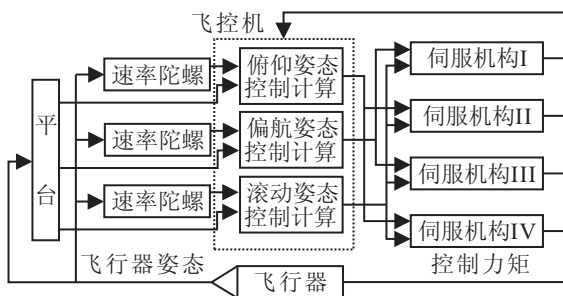 飞控机
速率陀螺
俯仰姿态
控制计算
伺服机构I
平
台
速率陀螺
偏航姿态
控制计算
伺服机构II
速率陀螺
滚动姿态
控制计算
伺服机构III
伺服机构IV
飞行器姿态
飞行器
控制力矩